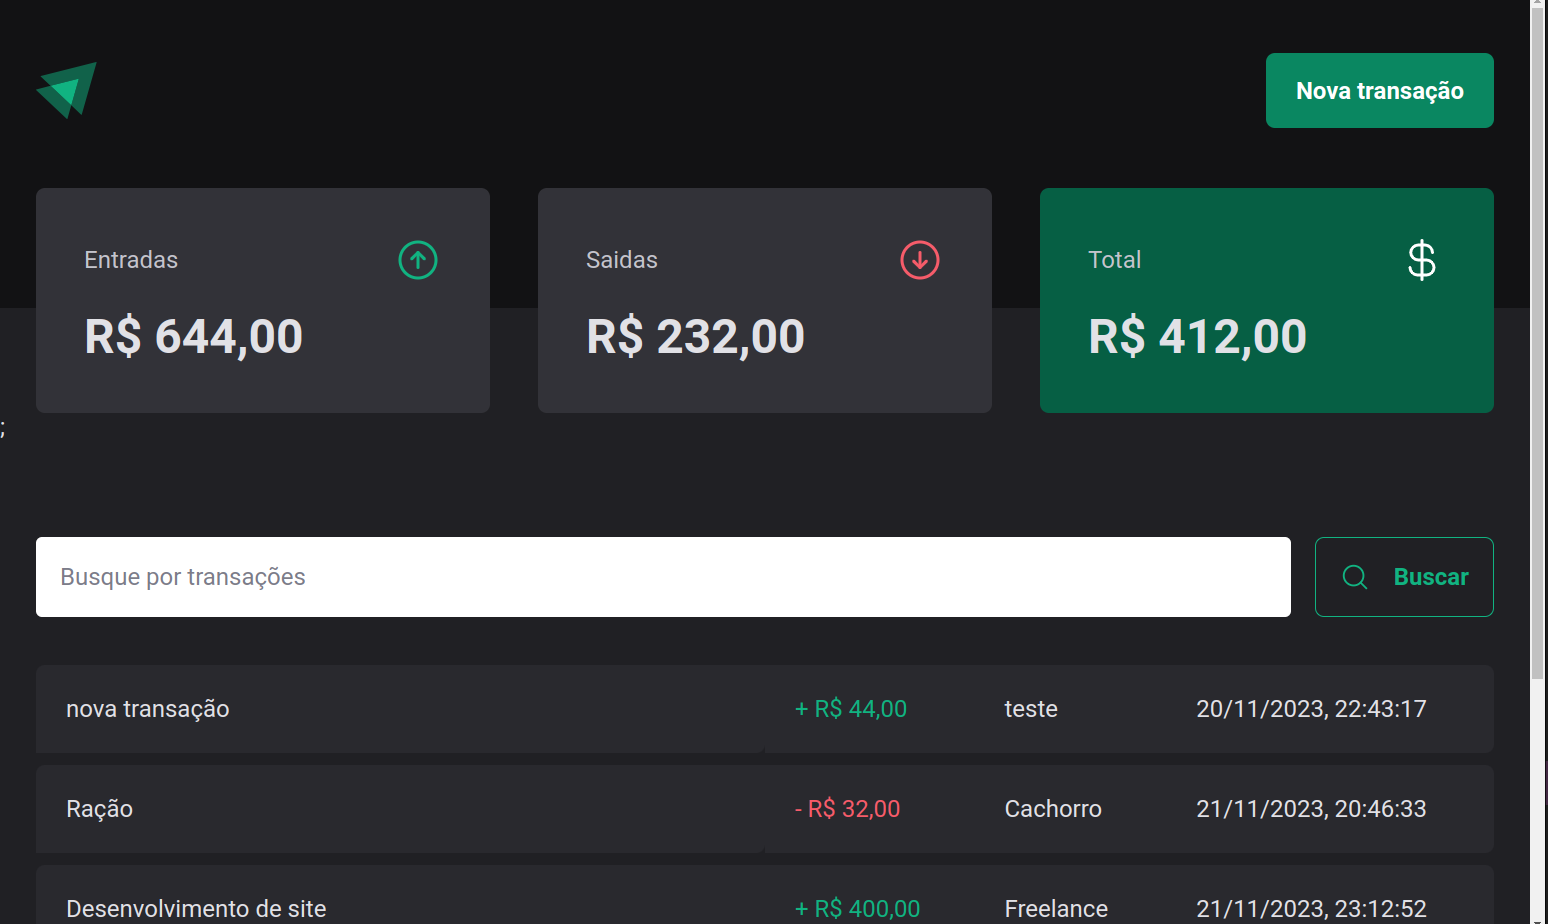 Nova transação
Entradas
Saidas
Total
R$ 644,00
R$ 232,00
R$ 412,00
;
Busque por transações
Buscar
nova transação + R$ 44,00 teste 20/11/2023, 22:43:17
Ração - R$ 32,00 Cachorro 21/11/2023, 20:46:33
Desenvolvimento de site + R$ 400,00 Freelance 21/11/2023, 23:12:52